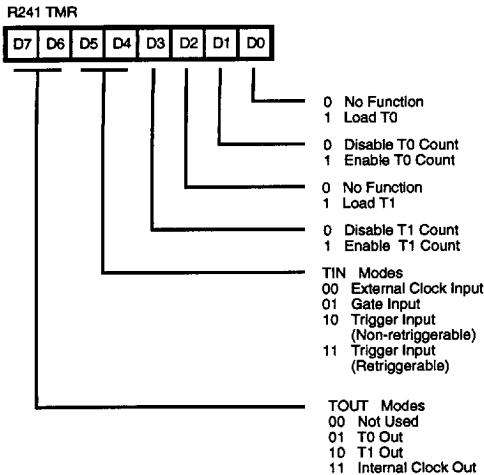 R241 TMR
D7 D6 D5 D4 D3 D2 D1 D0
0 No Function
1 Load T0
0 Disable T0 Count
1 Enable T0 Count
0 No Function
1 Load T1
0 Disable T1 Count
1 Enable T1 Count
TIN Modes
00 External Clock Input
01 Gate Input
10 Trigger Input
(Non-retriggerable)
11 Trigger Input
(Retriggerable)
TOUT Modes
00 Not Used
01 T0 Out
10 T1 Out
11 Internal Clock Out